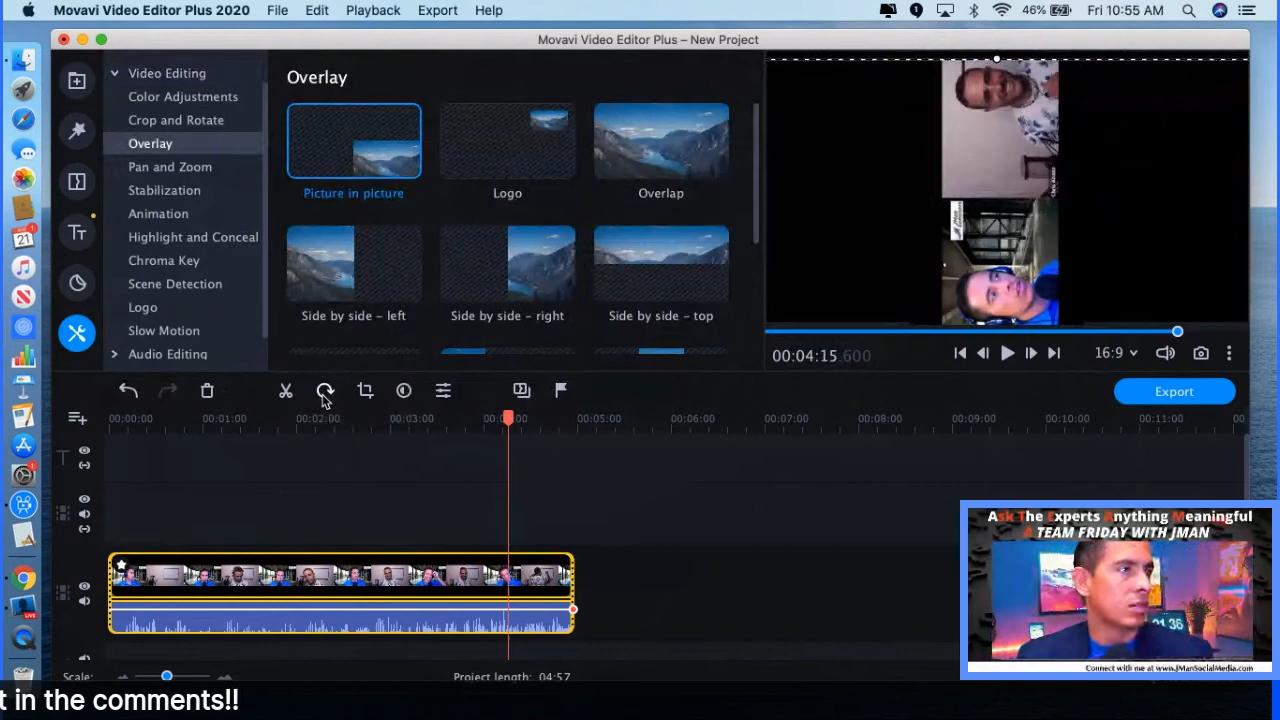 Movavi Video Editor Plus 2020 File Edit Playback Export Help
46% Fri 10:55 AM
Movavi Video Editor Plus – New Project
Video Editing
Color Adjustments
Crop and Rotate
Overlay
Pan and Zoom
Stabilization
Animation
Highlight and Conceal
Chroma Key
Scene Detection
Logo
Slow Motion
Audio Editing
Overlay
Picture in picture
Logo
Overlap
Side by side – left
Side by side – right
Side by side – top
00:04:15.600
16:9
Export
00:00:00 00:01:00 00:02:00 00:03:00 00:05:00 00:06:00 00:07:00 00:08:00 00:09:00 00:10:00 00:11:00 00
Scale:
Project length: 04:57
Ask The Experts Anything Meaningful
A TEAM FRIDAY WITH JMAN
Connect with me at www.JManSocialMedia.com
t in the comments!!